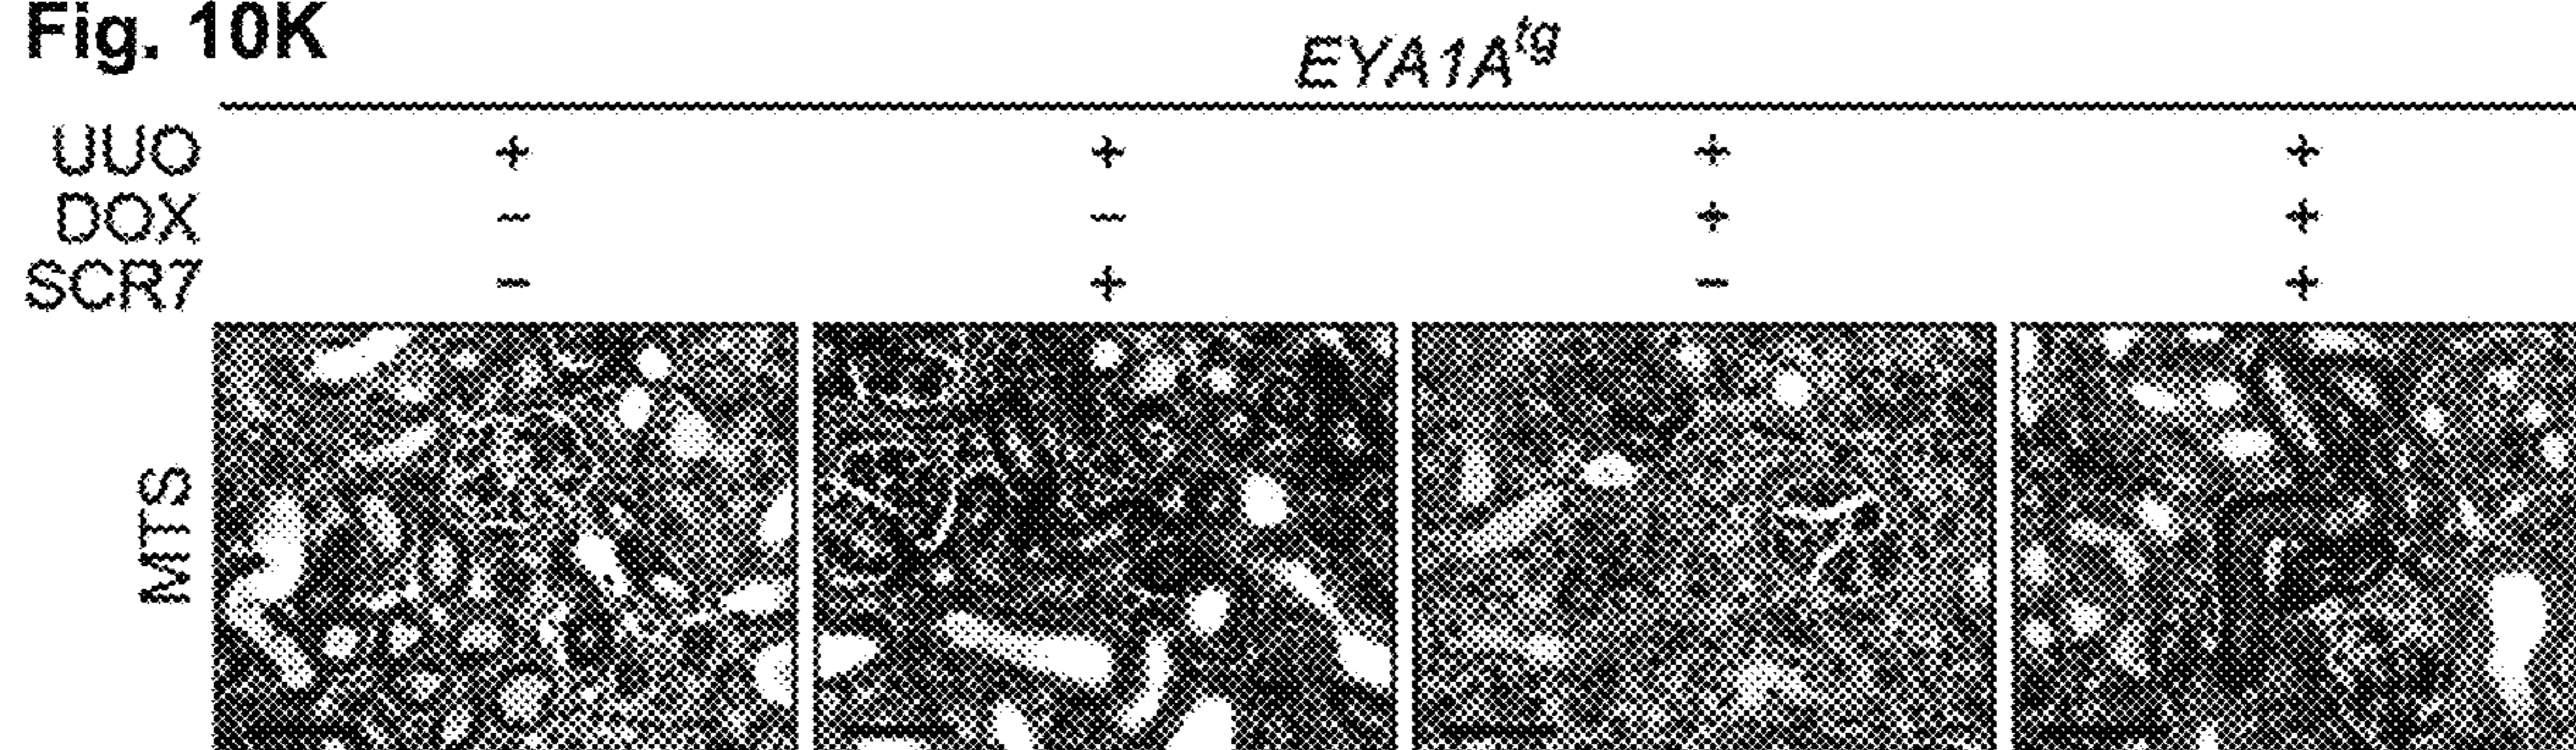 Fig. 10K
EYA1A^tg
UUO + + + +
DOX − − + +
SCR7 − + − +
MTS